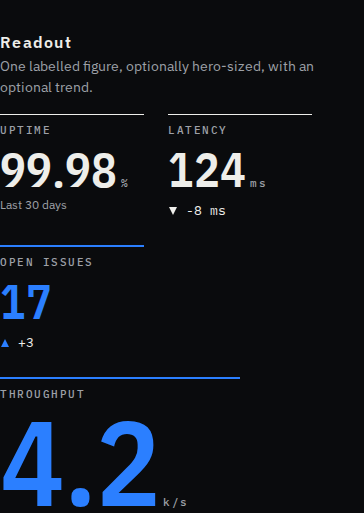 Readout
One labelled figure, optionally hero-sized, with an
optional trend.
UPTIME
99.98 %
Last 30 days
LATENCY
124 ms
▼ -8 ms
OPEN ISSUES
17
▲ +3
THROUGHPUT
4.2 k/s